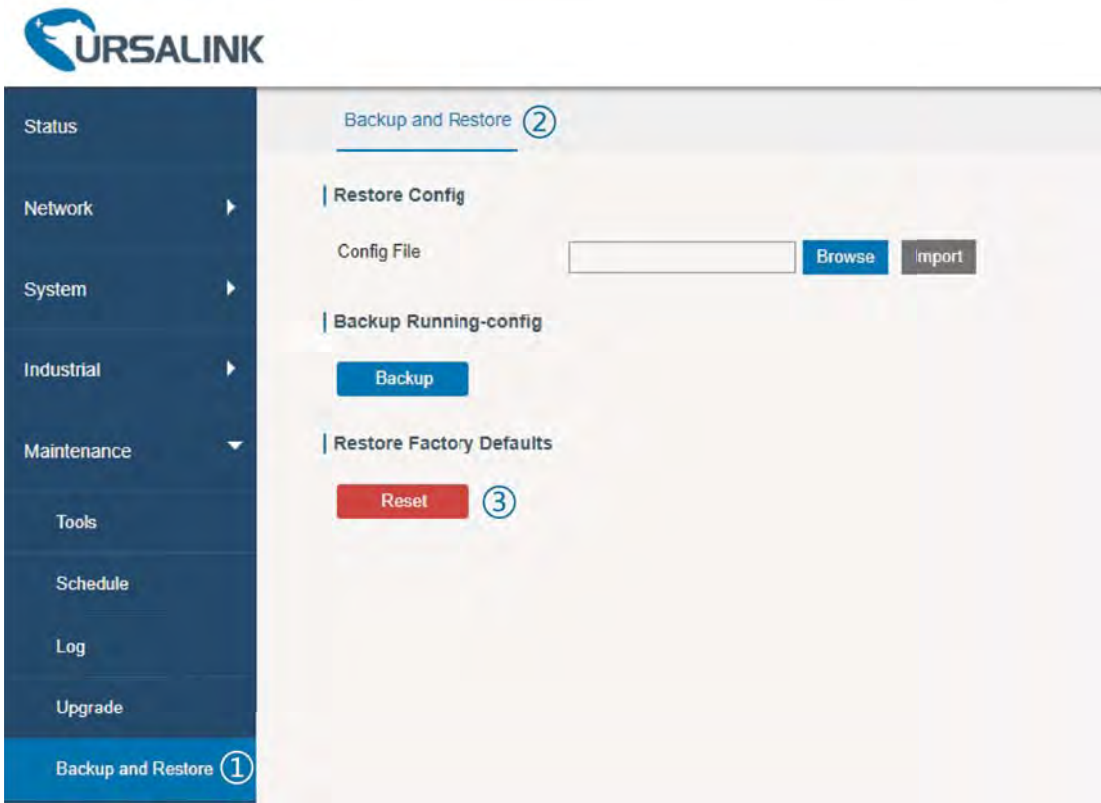 URSALINK
Status
Backup and Restore ②
Network
Restore Config
Config File
Browse Import
System
Backup Running-config
Industrial
Backup
Maintenance
Restore Factory Defaults
Reset ③
Tools
Schedule
Log
Upgrade
Backup and Restore ①